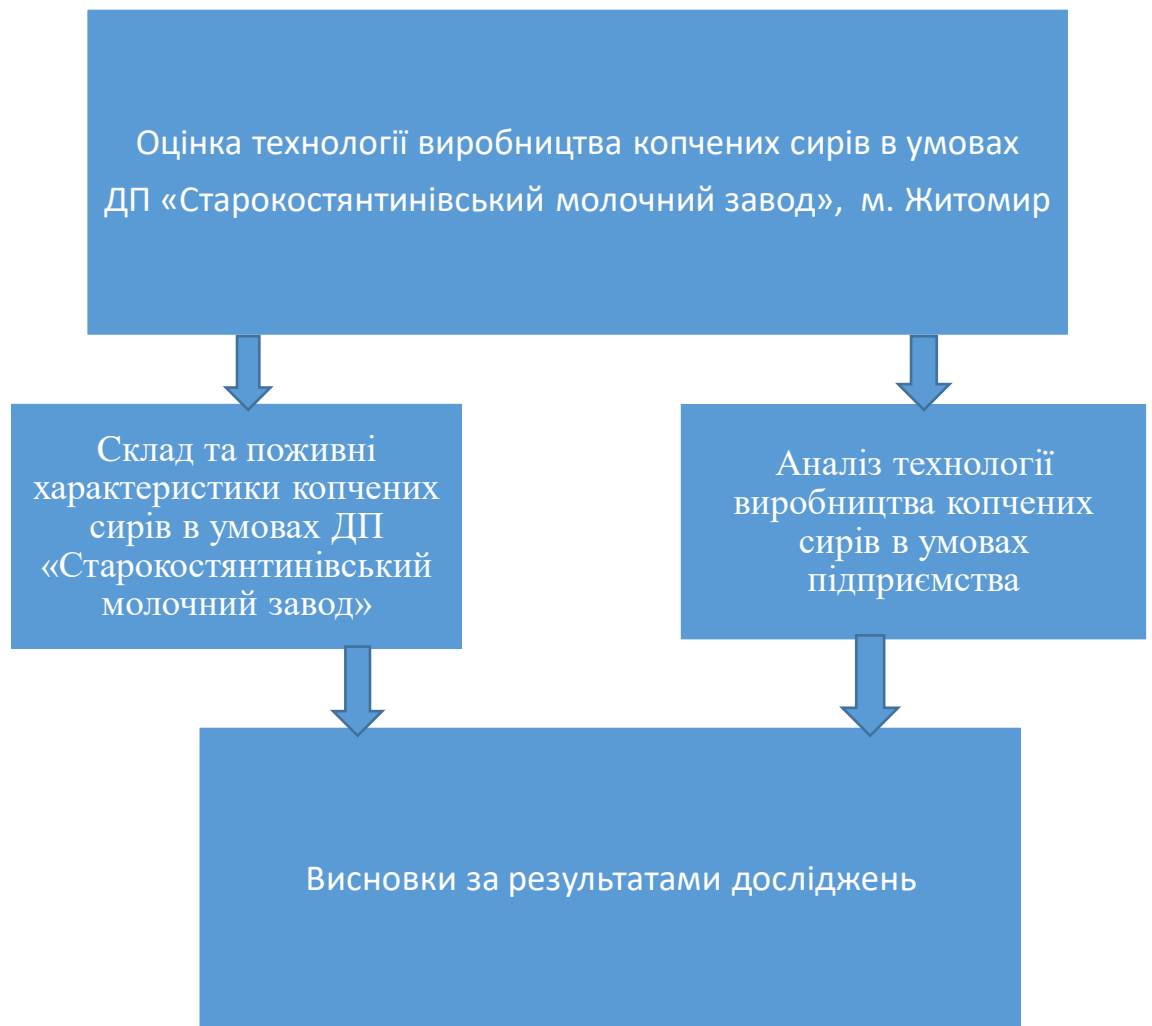 Оцінка технології виробництва копчених сирів в умовах
ДП «Старокостянтинівський молочний завод», м. Житомир
Склад та поживні
характеристики копчених
сирів в умовах ДП
«Старокостянтинівський
молочний завод»
Аналіз технології
виробництва копчених
сирів в умовах
підприємства
Висновки за результатами досліджень